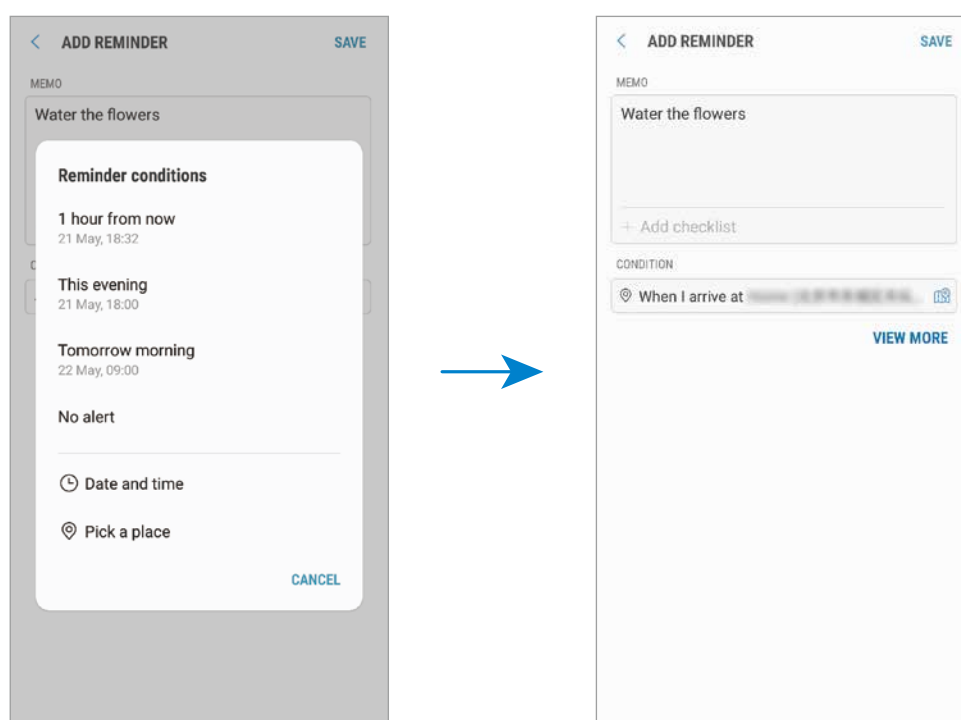 ADD REMINDER SAVE
MEMO
Water the flowers
Reminder conditions
1 hour from now
21 May, 18:32
This evening
21 May, 18:00
Tomorrow morning
22 May, 09:00
No alert
Date and time
Pick a place
CANCEL
ADD REMINDER SAVE
MEMO
Water the flowers
+ Add checklist
CONDITION
When I arrive at
VIEW MORE